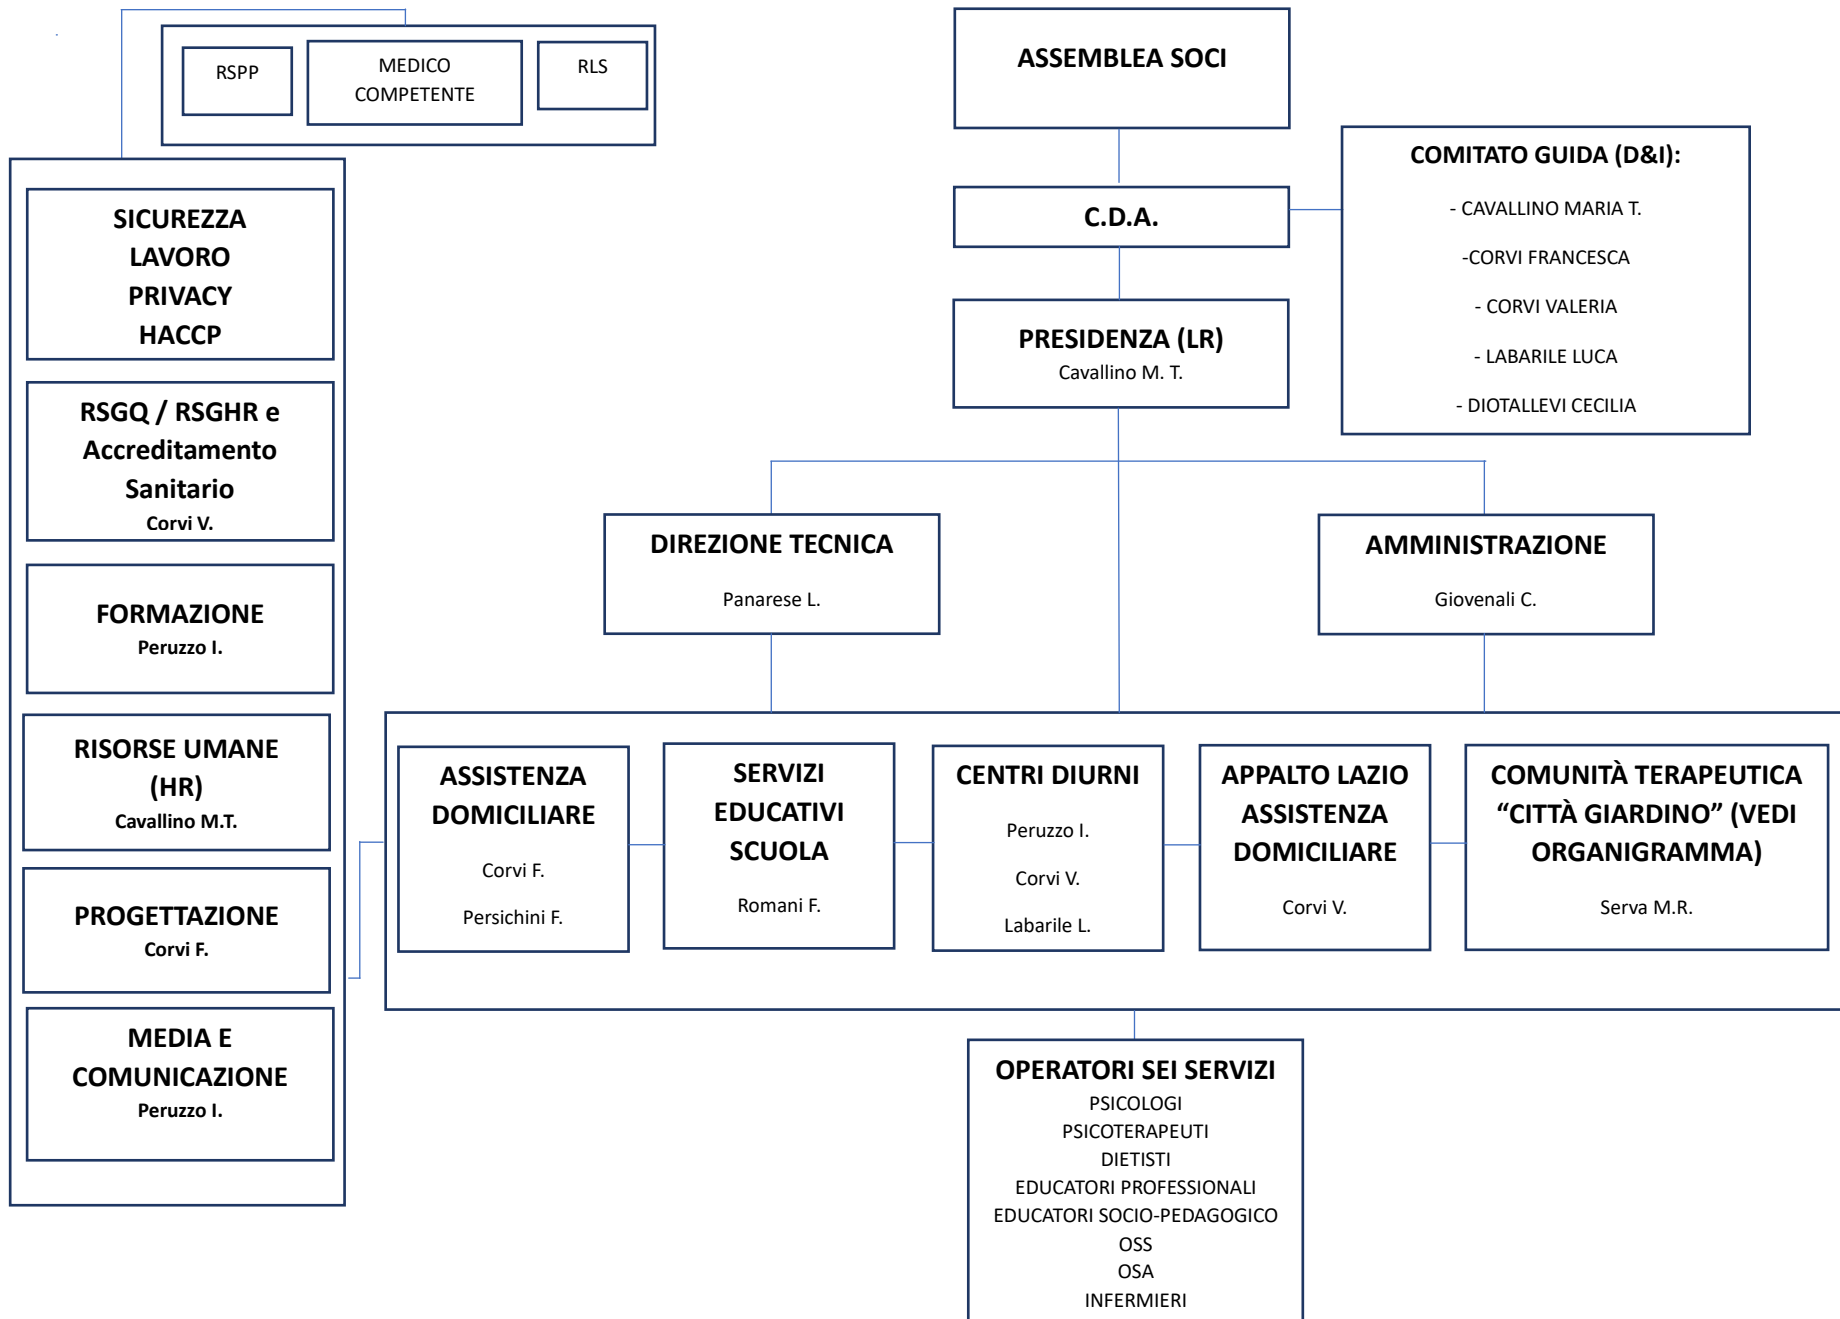 RSPP
MEDICO
COMPETENTE
RLS
ASSEMBLEA SOCI
COMITATO GUIDA (D&I):
- CAVALLINO MARIA T.
-CORVI FRANCESCA
- CORVI VALERIA
- LABARILE LUCA
- DIOTALLEVI CECILIA
C.D.A.
PRESIDENZA (LR)
Cavallino M. T.
SICUREZZA
LAVORO
PRIVACY
HACCP
RSGQ / RSGHR e
Accreditamento
Sanitario
Corvi V.
FORMAZIONE
Peruzzo I.
RISORSE UMANE
(HR)
Cavallino M.T.
PROGETTAZIONE
Corvi F.
MEDIA E
COMUNICAZIONE
Peruzzo I.
DIREZIONE TECNICA
Panarese L.
AMMINISTRAZIONE
Giovenali C.
ASSISTENZA
DOMICILIARE
Corvi F.
Persichini F.
SERVIZI
EDUCATIVI
SCUOLA
Romani F.
CENTRI DIURNI
Peruzzo I.
Corvi V.
Labarile L.
APPALTO LAZIO
ASSISTENZA
DOMICILIARE
Corvi V.
COMUNITÀ TERAPEUTICA
“CITTÀ GIARDINO” (VEDI
ORGANIGRAMMA)
Serva M.R.
OPERATORI SEI SERVIZI
PSICOLOGI
PSICOTERAPEUTI
DIETISTI
EDUCATORI PROFESSIONALI
EDUCATORI SOCIO-PEDAGOGICO
OSS
OSA
INFERMIERI